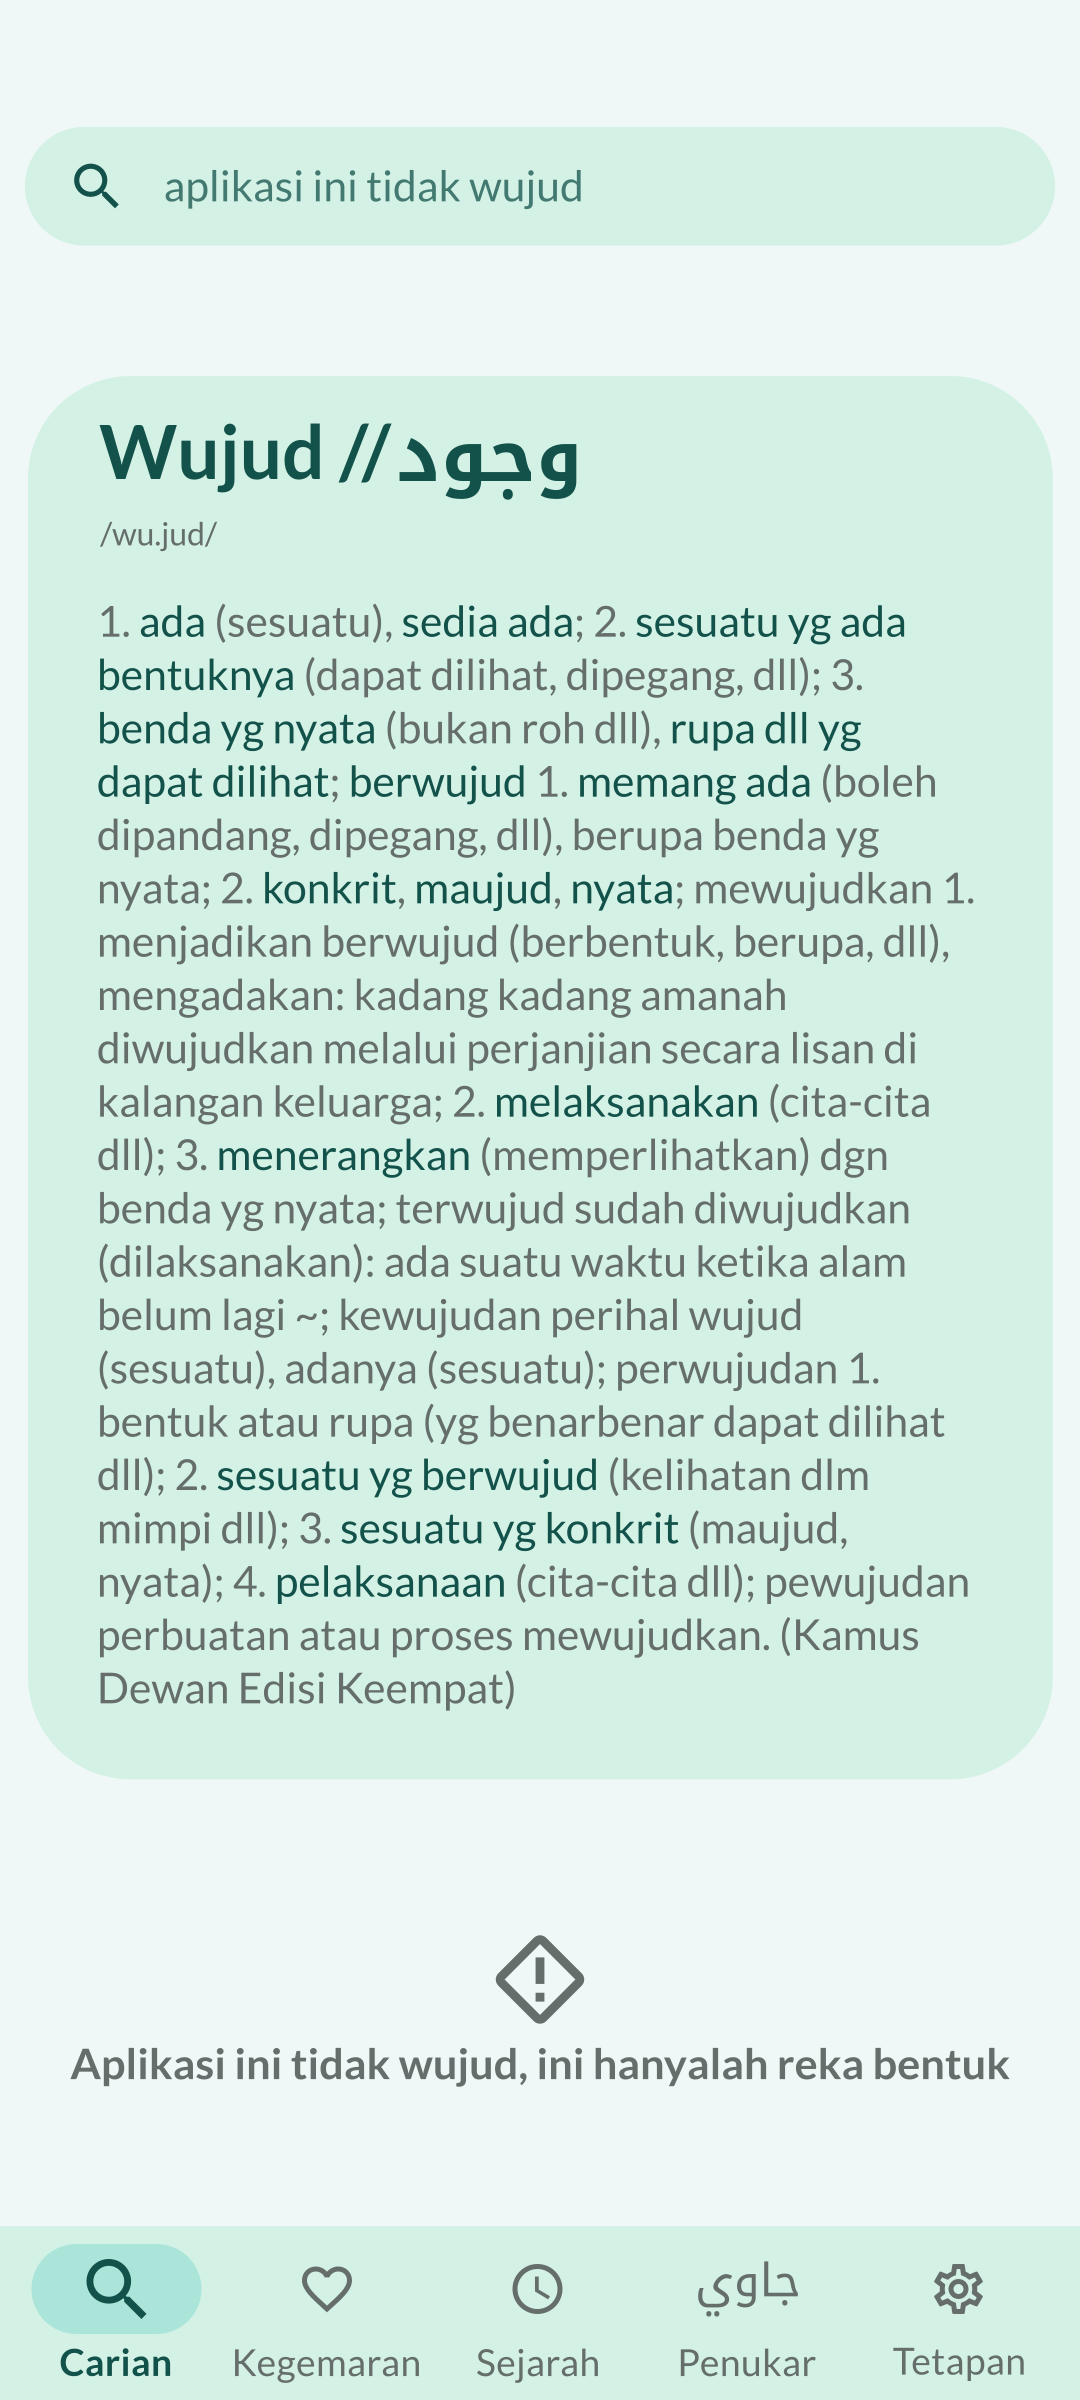 aplikasi ini tidak wujud
Wujud //وجود
/wu.jud/
1. ada (sesuatu), sedia ada; 2. sesuatu yg ada
bentuknya (dapat dilihat, dipegang, dll); 3.
benda yg nyata (bukan roh dll), rupa dll yg
dapat dilihat; berwujud 1. memang ada (boleh
dipandang, dipegang, dll), berupa benda yg
nyata; 2. konkrit, maujud, nyata; mewujudkan 1.
menjadikan berwujud (berbentuk, berupa, dll),
mengadakan: kadang kadang amanah
diwujudkan melalui perjanjian secara lisan di
kalangan keluarga; 2. melaksanakan (cita-cita
dll); 3. menerangkan (memperlihatkan) dgn
benda yg nyata; terwujud sudah diwujudkan
(dilaksanakan): ada suatu waktu ketika alam
belum lagi ~; kewujudan perihal wujud
(sesuatu), adanya (sesuatu); perwujudan 1.
bentuk atau rupa (yg benarbenar dapat dilihat
dll); 2. sesuatu yg berwujud (kelihatan dlm
mimpi dll); 3. sesuatu yg konkrit (maujud,
nyata); 4. pelaksanaan (cita-cita dll); pewujudan
perbuatan atau proses mewujudkan. (Kamus
Dewan Edisi Keempat)
Aplikasi ini tidak wujud, ini hanyalah reka bentuk
جاوي
Carian Kegemaran Sejarah Penukar Tetapan